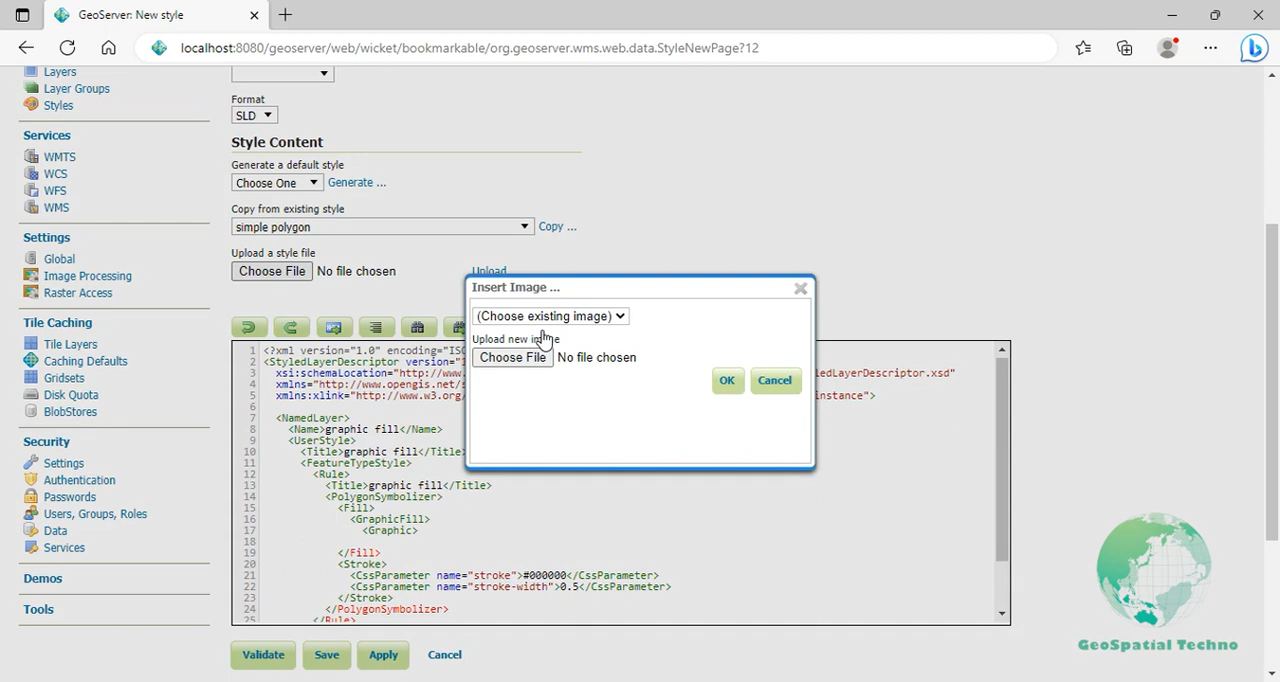 GeoServer: New style
localhost:8080/geoserver/web/wicket/bookmarkable/org.geoserver.wms.web.data.StyleNewPage?12
Layers
Layer Groups
Styles
Services
WMTS
WCS
WFS
WMS
Settings
Global
Image Processing
Raster Access
Tile Caching
Tile Layers
Caching Defaults
Gridsets
Disk Quota
BlobStores
Security
Settings
Authentication
Passwords
Users, Groups, Roles
Data
Services
Demos
Tools
Format
SLD
Style Content
Generate a default style
Choose One Generate ...
Copy from existing style
simple polygon Copy ...
Upload a style file
Choose File No file chosen Upload
Insert Image ...
(Choose existing image)
Upload new
Choose File No file chosen
OK Cancel
1 <?xml version="1.0" encoding="ISO
2 <StyledLayerDescriptor version="1
3 xsi:schemaLocation="http://www. ledLayerDescriptor.xsd"
4 xmlns="http://www.opengis.net/s
5 xmlns:xlink="http://www.w3.org/ instance">
6
7 <NamedLayer>
8 <Name>graphic fill</Name>
9 <UserStyle>
10 <Title>graphic fill</Title>
11 <FeatureTypeStyle>
12 <Rule>
13 <Title>graphic fill</Title>
14 <PolygonSymbolizer>
15 <Fill>
16 <GraphicFill>
17 <Graphic>
18
19 </Fill>
20 <Stroke>
21 <CssParameter name="stroke">#000000</CssParameter>
22 <CssParameter name="stroke-width">0.5</CssParameter>
23 </Stroke>
24 </PolygonSymbolizer>
25 </Rule>
Validate Save Apply Cancel
GeoSpatial Techno